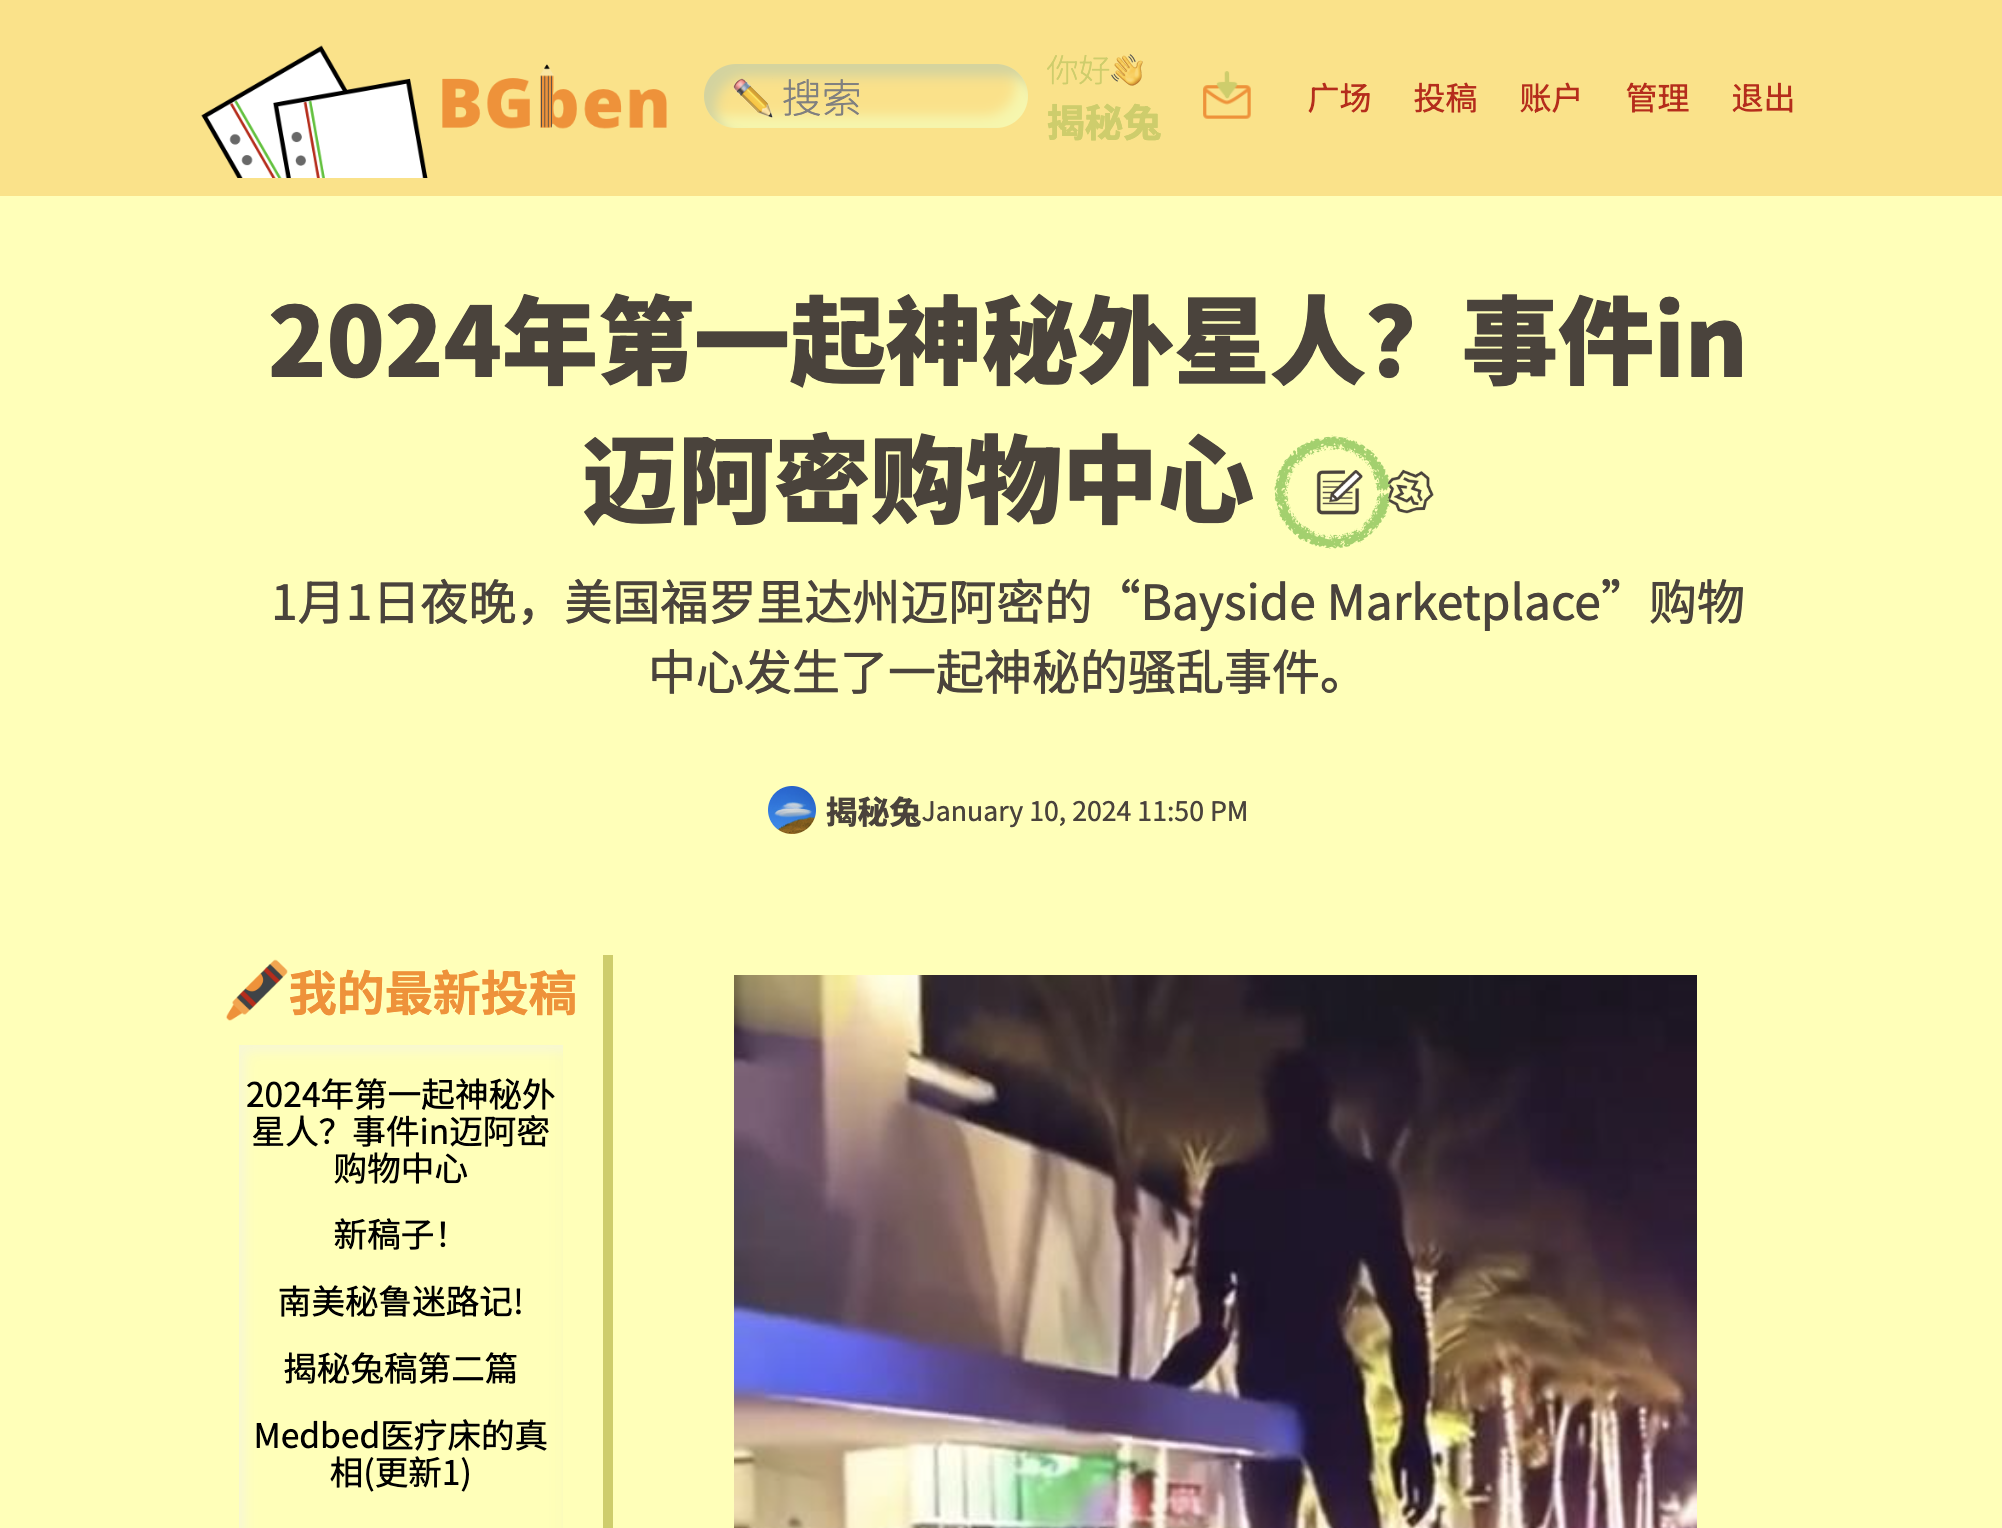 BGben
搜索
你好👋
揭秘兔
广场 投稿 账户 管理 退出
2024年第一起神秘外星人？事件in
迈阿密购物中心
1月1日夜晚，美国福罗里达州迈阿密的“Bayside Marketplace”购物
中心发生了一起神秘的骚乱事件。
揭秘兔January 10, 2024 11:50 PM
我的最新投稿
2024年第一起神秘外
星人？事件in迈阿密
购物中心
新稿子！
南美秘鲁迷路记!
揭秘兔稿第二篇
Medbed医疗床的真
相(更新1)